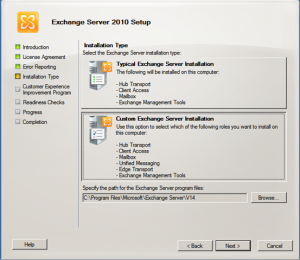 Exchange Server 2010 Setup
Introduction
License Agreement
Error Reporting
Installation Type
Customer Experience
Improvement Program
Readiness Checks
Progress
Completion
Installation Type
Select the Exchange Server installation type:
Typical Exchange Server Installation
The following will be installed on this computer:
- Hub Transport
- Client Access
- Mailbox
- Exchange Management Tools
Custom Exchange Server Installation
Use this option to select which of the following roles you want to install on
this computer:
- Hub Transport
- Client Access
- Mailbox
- Unified Messaging
- Edge Transport
- Exchange Management Tools
Specify the path for the Exchange Server program files:
C:\Program Files\Microsoft\Exchange Server\V14
Browse...
Help
< Back
Next >
Cancel